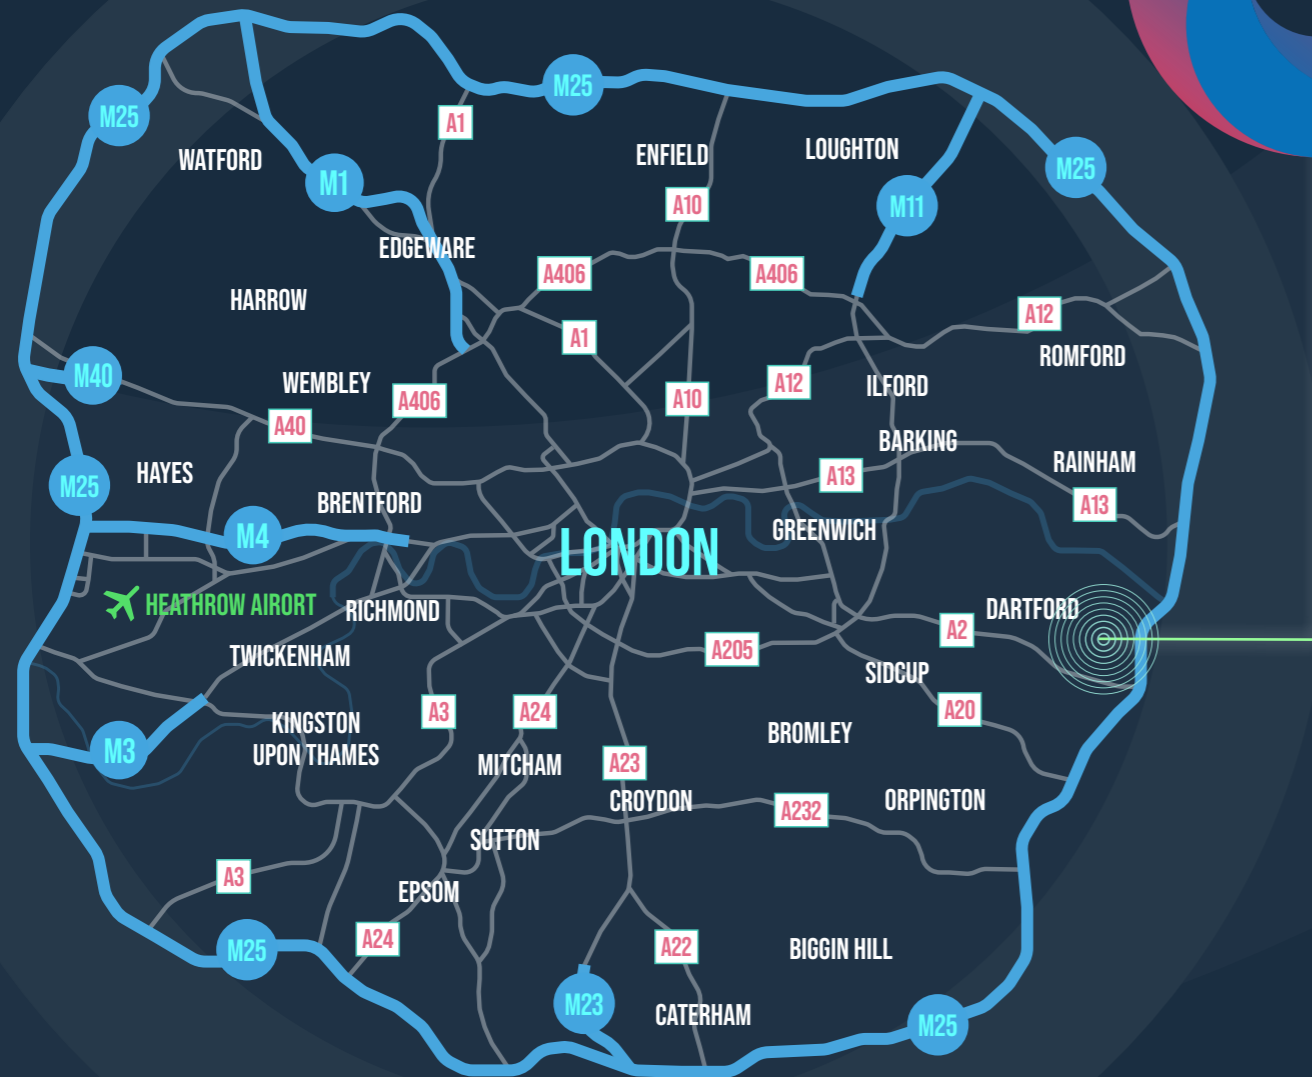 M25
M25
A1
WATFORD
ENFIELD
LOUGHTON
M25
M1
A10
M11
EDGEWARE
A406
A406
HARROW
A12
A1
ROMFORD
M40
WEMBLEY
A406
A10
A12
ILFORD
A40
BARKING
RAINHAM
HAYES
A13
A13
M25
BRENTFORD
GREENWICH
M4
LONDON
HEATHROW AIRORT
RICHMOND
DARTFORD
A2
TWICKENHAM
A205
SIDCUP
A3
A24
A20
KINGSTON
UPON THAMES
BROMLEY
M3
MITCHAM
A23
CROYDON
A232
ORPINGTON
SUTTON
A3
EPSOM
A24
A22
BIGGIN HILL
M25
M23
CATERHAM
M25